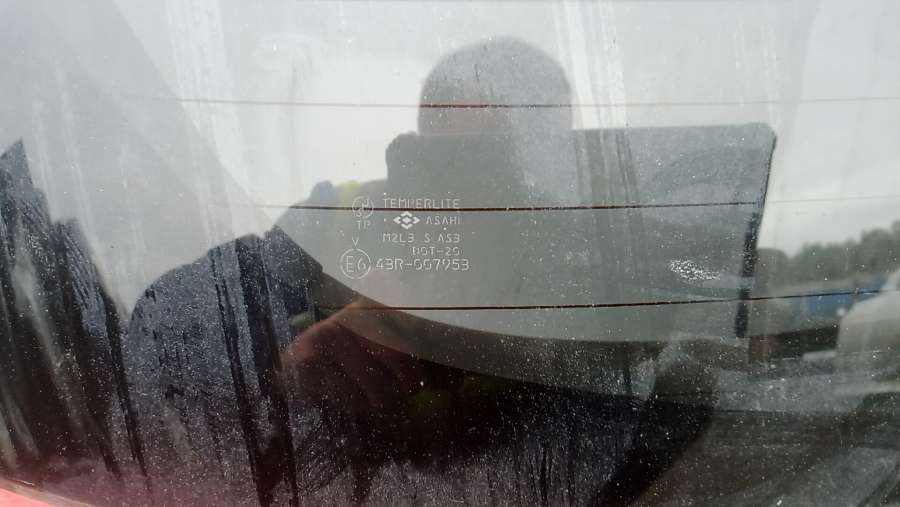 TEMPERLITE
TP
ASAHI
M2L3 S AS3
V
DOT-20
E6 43R-007953